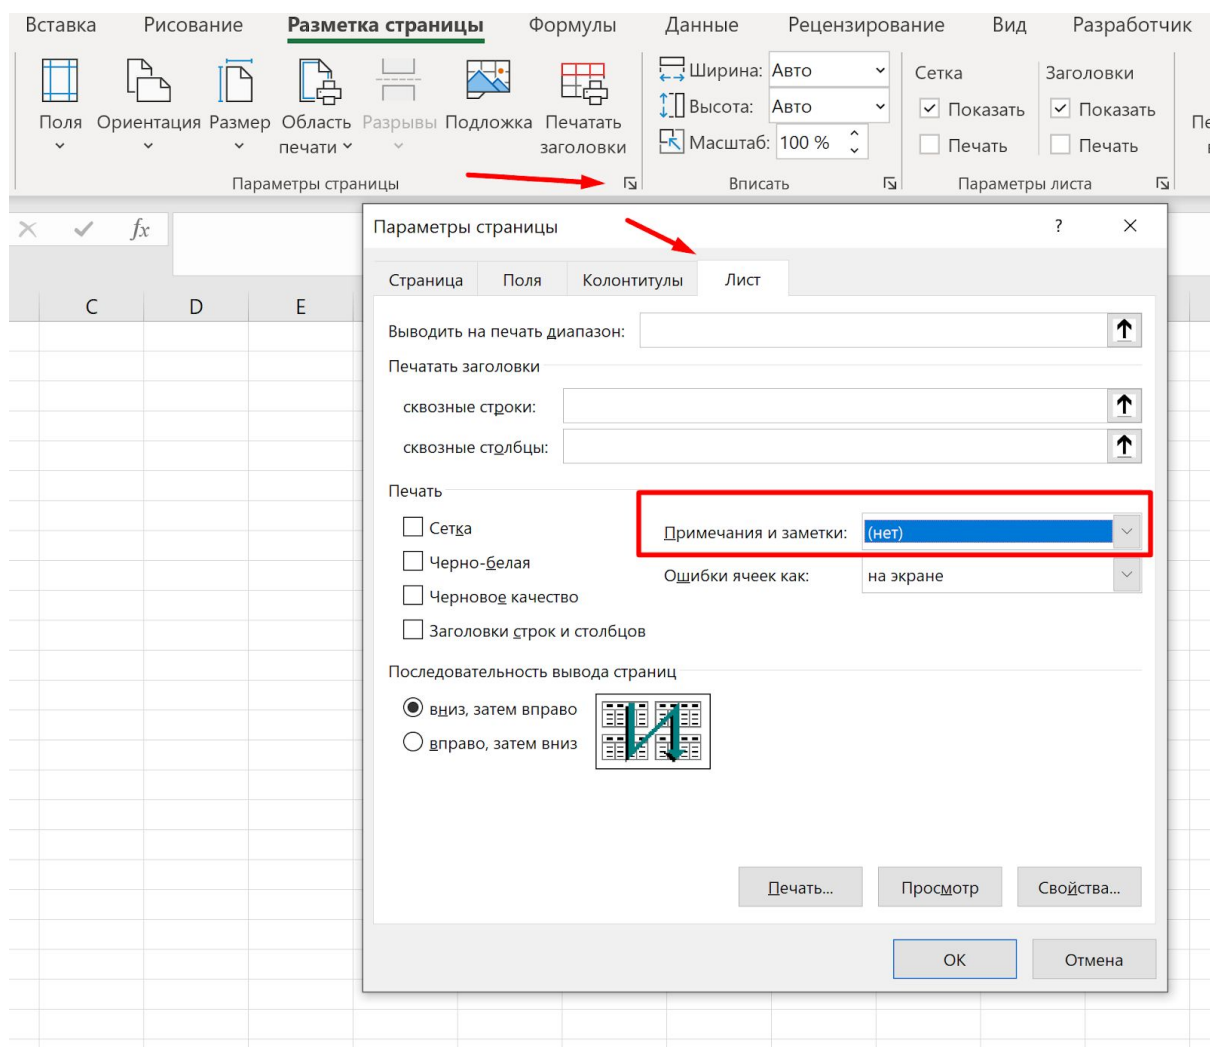 Вставка Рисование Разметка страницы Формулы Данные Рецензирование Вид Разработчик
Поля Ориентация Размер Область печати Разрывы Подложка Печатать заголовки
Ширина: Авто
Высота: Авто
Масштаб: 100 %
Сетка Заголовки
Показать Показать
Печать Печать
Параметры страницы Вписать Параметры листа
fx
C D E
Параметры страницы ?
Страница Поля Колонтитулы Лист
Выводить на печать диапазон:
Печатать заголовки
сквозные строки:
сквозные столбцы:
Печать
Сетка
Примечания и заметки: (нет)
Черно-белая
Ошибки ячеек как: на экране
Черновое качество
Заголовки строк и столбцов
Последовательность вывода страниц
вниз, затем вправо
вправо, затем вниз
Печать... Просмотр Свойства...
ОК Отмена